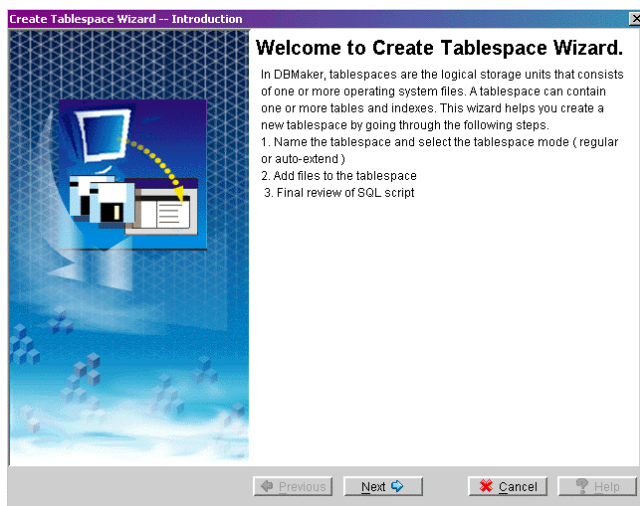 Create Tablespace Wizard -- Introduction
Welcome to Create Tablespace Wizard.
In DBMaker, tablespaces are the logical storage units that consists
of one or more operating system files. A tablespace can contain
one or more tables and indexes. This wizard helps you create a
new tablespace by going through the following steps.
1. Name the tablespace and select the tablespace mode ( regular
or auto-extend )
2. Add files to the tablespace
3. Final review of SQL script
Previous Next Cancel Help